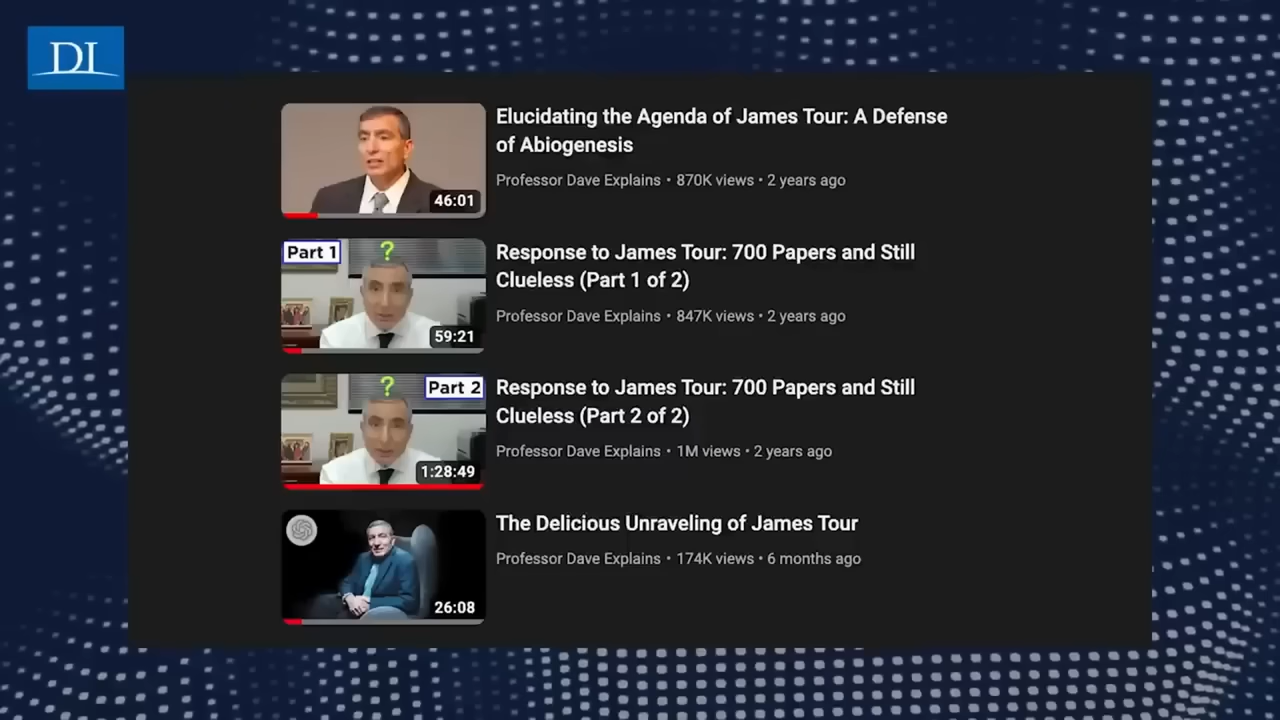 DI
Elucidating the Agenda of James Tour: A Defense
of Abiogenesis
Professor Dave Explains • 870K views • 2 years ago
46:01
Part 1
?
Response to James Tour: 700 Papers and Still
Clueless (Part 1 of 2)
Professor Dave Explains • 847K views • 2 years ago
59:21
?
Part 2
Response to James Tour: 700 Papers and Still
Clueless (Part 2 of 2)
Professor Dave Explains • 1M views • 2 years ago
1:28:49
The Delicious Unraveling of James Tour
Professor Dave Explains • 174K views • 6 months ago
26:08